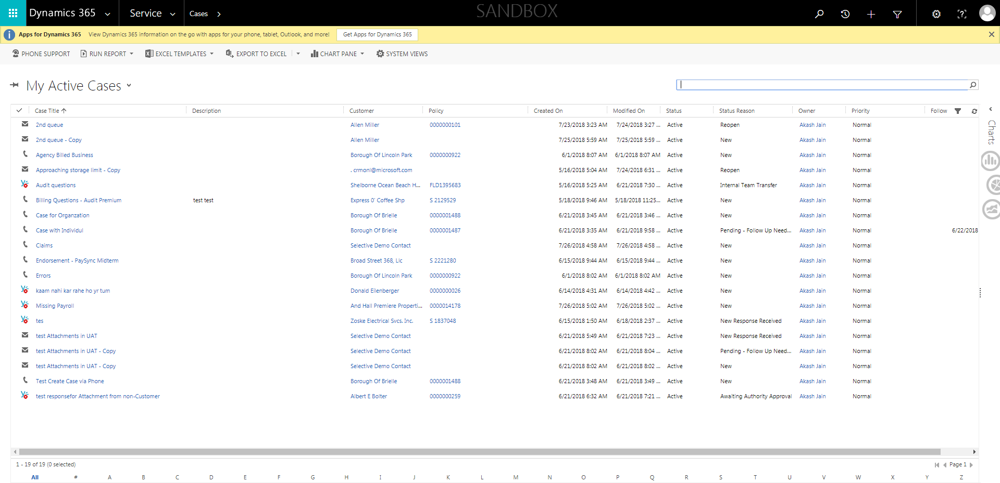 Dynamics 365 Service Cases SANDBOX
Apps for Dynamics 365 View Dynamics 365 information on the go with apps for your phone, tablet, Outlook, and more! Get Apps for Dynamics 365
PHONE SUPPORT RUN REPORT EXCEL TEMPLATES EXPORT TO EXCEL CHART PANE SYSTEM VIEWS
My Active Cases
Case Title Description Customer Policy Created On Modified On Status Status Reason Owner Priority Follow
Charts
2nd queue Allen Miller 0000000101 7/23/2018 3:23 AM 7/24/2018 3:27 ... Active Reopen Akash Jain Normal
2nd queue - Copy Allen Miller 7/25/2018 5:59 AM 7/25/2018 5:59 ... Active New Akash Jain Normal
Agency Billed Business Borough Of Lincoln Park 0000000922 6/1/2018 8:07 AM 6/1/2018 8:07 AM Active New Akash Jain Normal
Approaching storage limit - Copy . crmonl@microsoft.com 5/16/2018 5:04 AM 7/24/2018 6:31 ... Active Reopen Akash Jain Normal
Audit questions Shelborne Ocean Beach H... FLD1395683 5/16/2018 5:25 AM 6/21/2018 7:30 ... Active Internal Team Transfer Akash Jain Normal
Billing Questions - Audit Premium test test Express 0' Coffee Shp S 2129529 5/18/2018 9:46 AM 5/18/2018 11:25... Active New Akash Jain Normal
Case for Organzation Borough Of Brielle 0000001488 6/21/2018 3:45 AM 6/21/2018 3:46 ... Active New Akash Jain Normal
Case with Individul Borough Of Brielle 0000001487 6/21/2018 3:35 AM 6/21/2018 9:58 ... Active Pending - Follow Up Need... Akash Jain Normal 6/22/2018
Claims Selective Demo Contact 7/26/2018 4:58 AM 7/26/2018 4:58 ... Active New Akash Jain Normal
Endorsement - PaySync Midterm Broad Street 368, Llc S 2221280 6/15/2018 9:44 AM 6/15/2018 9:44 ... Active New Akash Jain Normal
Errors Borough Of Lincoln Park 0000000922 6/1/2018 8:02 AM 6/1/2018 8:02 AM Active New Akash Jain Normal
kaam nahi kar rahe ho yr tum Donald Eilenberger 0000000026 6/14/2018 4:31 AM 6/14/2018 4:42 ... Active New Akash Jain Normal
Missing Payroll And Hall Premiere Properti... 0000014178 7/26/2018 5:02 AM 7/26/2018 5:02 ... Active New Akash Jain Normal
tes Zoske Electrical Svcs. Inc. S 1837048 6/15/2018 1:50 AM 6/18/2018 2:37 ... Active New Response Received Akash Jain Normal
test Attachments in UAT Selective Demo Contact 6/21/2018 5:49 AM 6/21/2018 7:23 ... Active New Response Received Akash Jain Normal
test Attachments in UAT - Copy Selective Demo Contact 6/21/2018 8:02 AM 6/21/2018 8:04 ... Active Pending - Follow Up Need... Akash Jain Normal
test Attachments in UAT - Copy Selective Demo Contact 6/21/2018 8:02 AM 6/21/2018 8:02 ... Active New Akash Jain Normal
Test Create Case via Phone Borough Of Brielle 0000001488 6/21/2018 3:48 AM 6/21/2018 3:49 ... Active New Akash Jain Normal
test responsefor Attachment from non-Customer Albert E Bolter 0000000259 6/21/2018 6:32 AM 6/21/2018 7:21 ... Active Awaiting Authority Approval Akash Jain Normal
1 - 19 of 19 (0 selected) Page 1
All # A B C D E F G H I J K L M N O P Q R S T U V W X Y Z